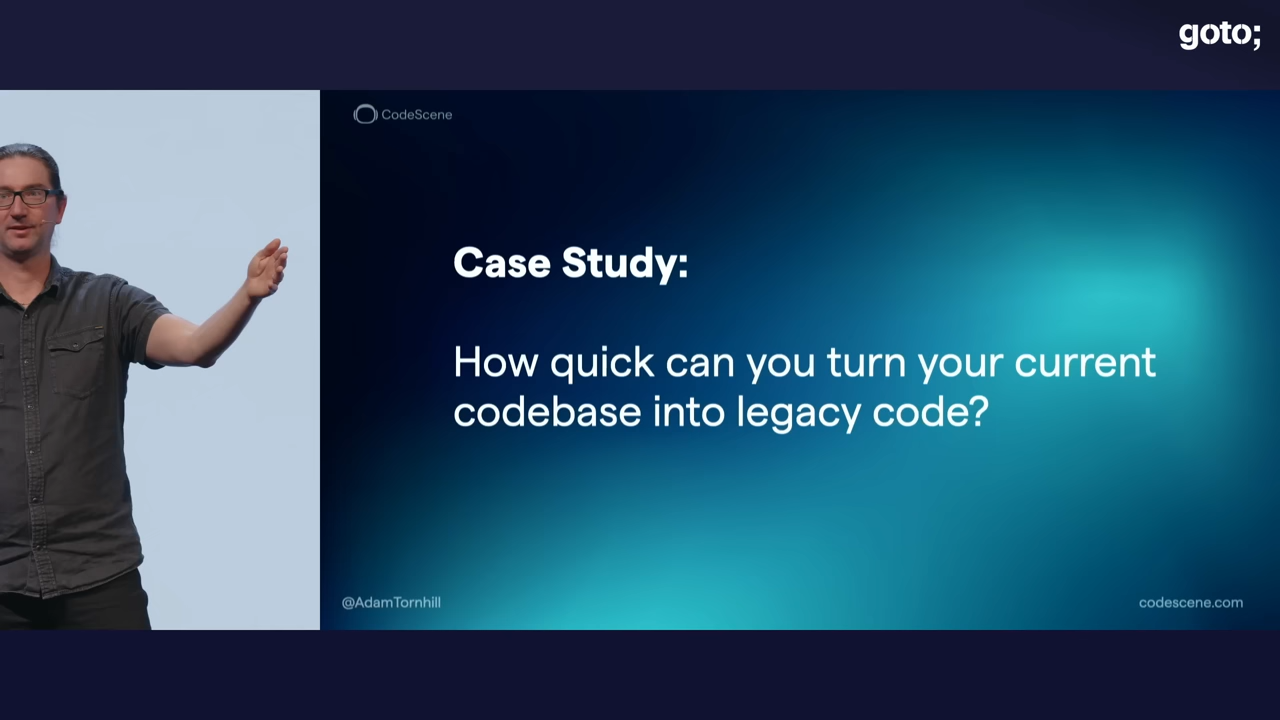 goto;
CodeScene
Case Study:
How quick can you turn your current
codebase into legacy code?
@AdamTornhill
codescene.com